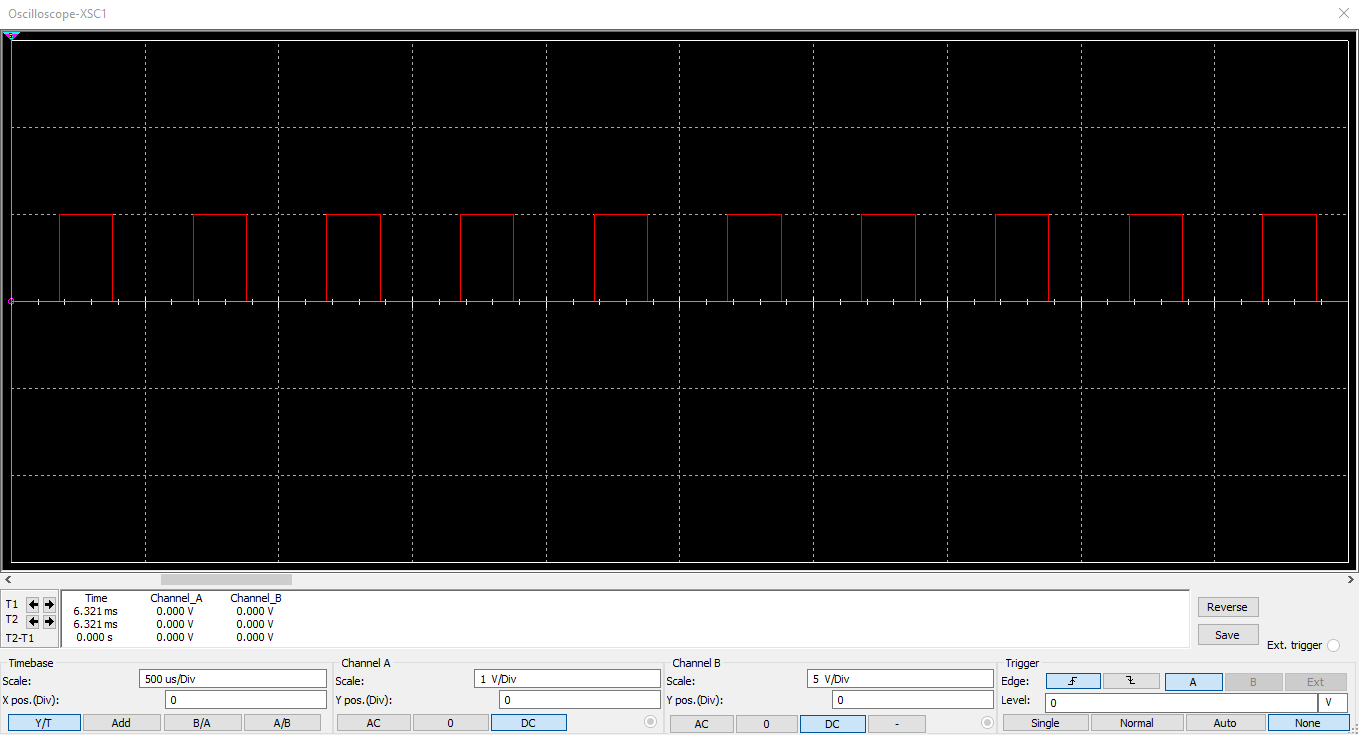 Oscilloscope-XSC1
T1
T2
T2-T1
Time Channel_A Channel_B
6.321 ms 0.000 V 0.000 V
6.321 ms 0.000 V 0.000 V
0.000 s 0.000 V 0.000 V
Reverse
Save
Ext. trigger
Timebase
Scale: 500 us/Div
X pos.(Div): 0
Y/T Add B/A A/B
Channel A
Scale: 1 V/Div
Y pos.(Div): 0
AC 0 DC
Channel B
Scale: 5 V/Div
Y pos.(Div): 0
AC 0 DC -
Trigger
Edge: A B Ext
Level: 0 V
Single Normal Auto None